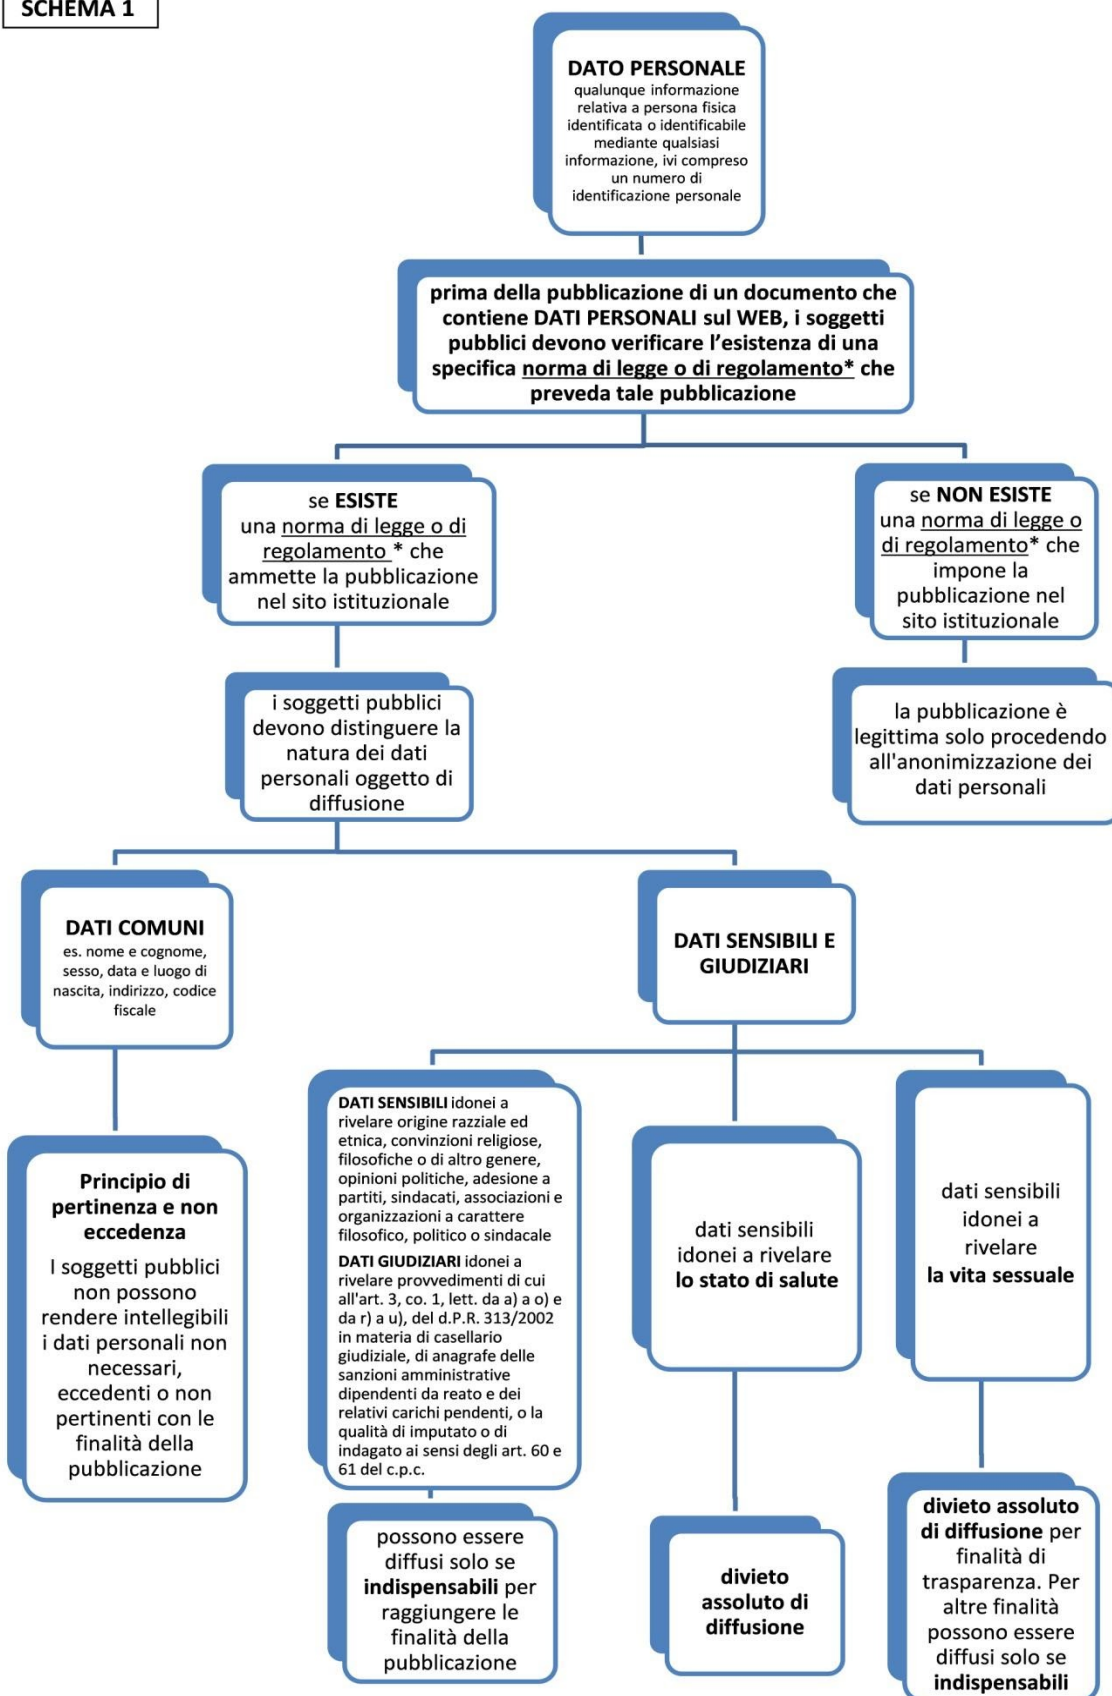 SCHEMA 1
DATO PERSONALE
qualunque informazione
relativa a persona fisica
identificata o identificabile
mediante qualsiasi
informazione, ivi compreso
un numero di
identificazione personale
prima della pubblicazione di un documento che
contiene DATI PERSONALI sul WEB, i soggetti
pubblici devono verificare l'esistenza di una
specifica norma di legge o di regolamento* che
preveda tale pubblicazione
se ESISTE
una norma di legge o di
regolamento * che
ammette la pubblicazione
nel sito istituzionale
se NON ESISTE
una norma di legge o
di regolamento* che
impone la
pubblicazione nel
sito istituzionale
i soggetti pubblici
devono distinguere la
natura dei dati
personali oggetto di
diffusione
la pubblicazione è
legittima solo procedendo
all'anonimizzazione dei
dati personali
DATI COMUNI
es. nome e cognome,
sesso, data e luogo di
nascita, indirizzo, codice
fiscale
DATI SENSIBILI E
GIUDIZIARI
Principio di
pertinenza e non
eccedenza
I soggetti pubblici
non possono
rendere intellegibili
i dati personali non
necessari,
eccedenti o non
pertinenti con le
finalità della
pubblicazione
DATI SENSIBILI idonei a
rivelare origine razziale ed
etnica, convinzioni religiose,
filosofiche o di altro genere,
opinioni politiche, adesione a
partiti, sindacati, associazioni e
organizzazioni a carattere
filosofico, politico o sindacale
DATI GIUDIZIARI idonei a
rivelare provvedimenti di cui
all'art. 3, co. 1, lett. da a) a o) e
da r) a u), del d.P.R. 313/2002
in materia di casellario
giudiziale, di anagrafe delle
sanzioni amministrative
dipendenti da reato e dei
relativi carichi pendenti, o la
qualità di imputato o di
indagato ai sensi degli art. 60 e
61 del c.p.c.
dati sensibili
idonei a rivelare
lo stato di salute
dati sensibili
idonei a
rivelare
la vita sessuale
possono essere
diffusi solo se
indispensabili per
raggiungere le
finalità della
pubblicazione
divieto
assoluto di
diffusione
divieto assoluto
di diffusione per
finalità di
trasparenza. Per
altre finalità
possono essere
diffusi solo se
indispensabili